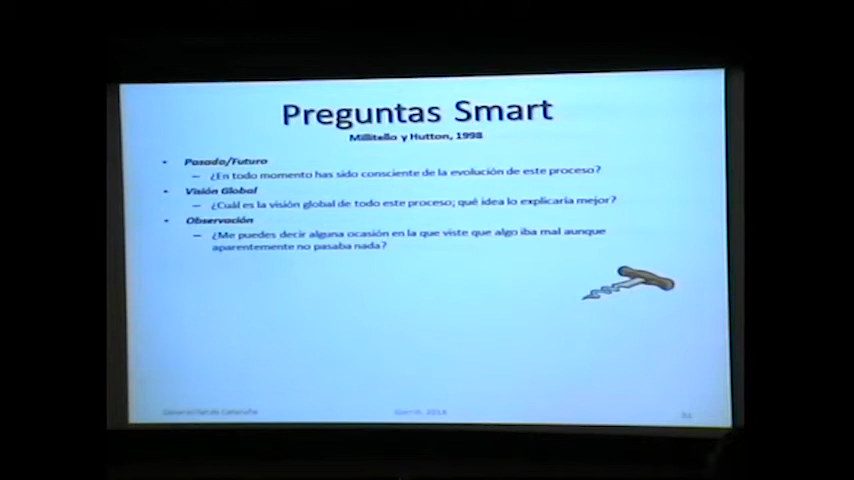 Preguntas Smart
Millitello y Hutton, 1998
• Pasado/Futuro
– ¿En todo momento has sido consciente de la evolución de este proceso?
• Visión Global
– ¿Cuál es la visión global de todo este proceso; qué idea lo explicaría mejor?
• Observación
– ¿Me puedes decir alguna ocasión en la que viste que algo iba mal aunque
aparentemente no pasaba nada?
Generalitat de Cataluña
2014